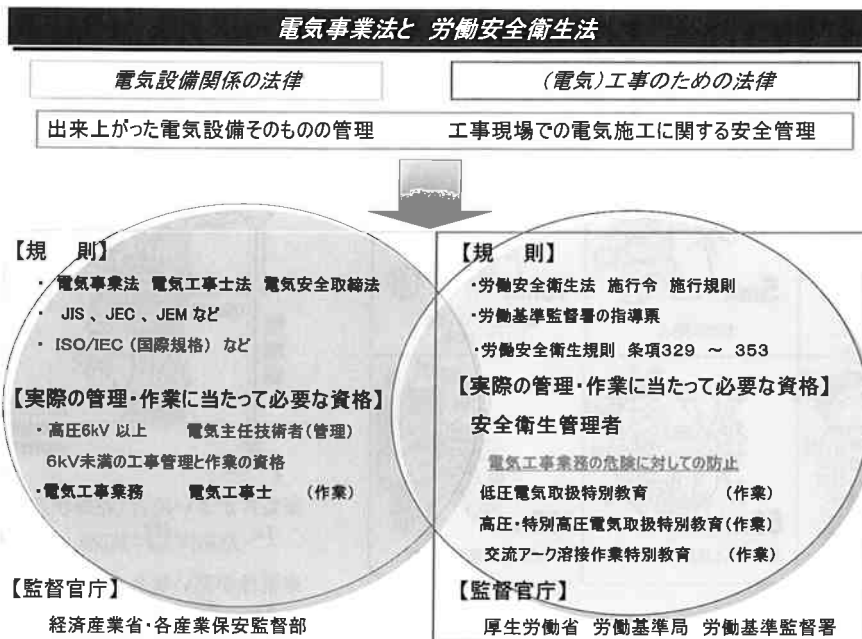 電気事業法と 労働安全衛生法
電気設備関係の法律
(電気)工事のための法律
出来上がった電気設備そのものの管理 工事現場での電気施工に関する安全管理
【規 則】
・ 電気事業法 電気工事士法 電気安全取締法
・ JIS 、JEC 、JEM など
・ ISO/IEC (国際規格) など
【実際の管理・作業に当たって必要な資格】
・高圧6kV 以上 電気主任技術者(管理)
6kV未満の工事管理と作業の資格
・電気工事業務 電気工事士 (作業)
【監督官庁】
経済産業省・各産業保安監督部
【規 則】
・労働安全衛生法 施行令 施行規則
・労働基準監督署の指導票
・労働安全衛生規則 条項329 ～ 353
【実際の管理・作業に当たって必要な資格】
安全衛生管理者
電気工事業務の危険に対しての防止
低圧電気取扱特別教育 (作業)
高圧・特別高圧電気取扱特別教育(作業)
交流アーク溶接作業特別教育 (作業)
【監督官庁】
厚生労働省 労働基準局 労働基準監督署